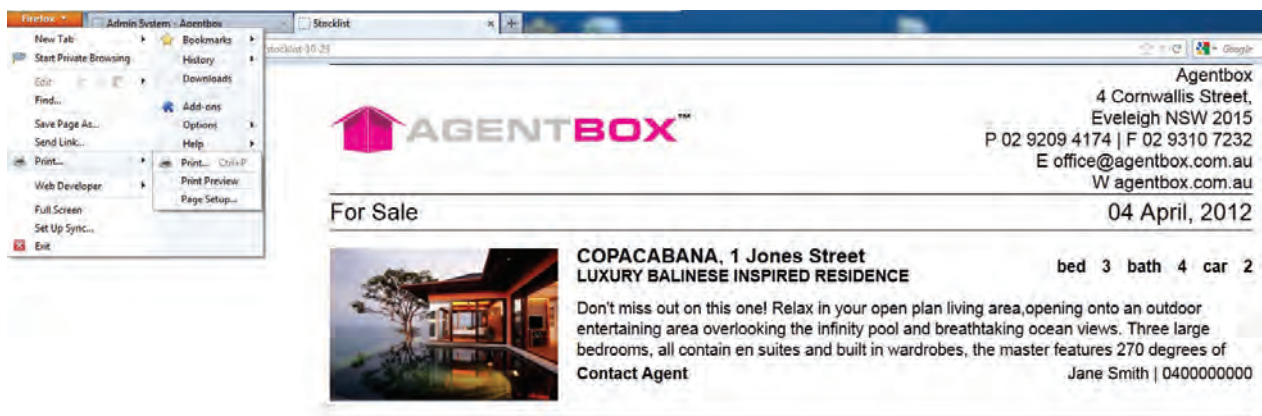 Firefox
Admin System - Agentbox
Stocklist
New Tab
Start Private Browsing
Edit
Find...
Save Page As...
Send Link...
Print...
Web Developer
Full Screen
Set Up Sync...
Exit
Bookmarks
History
Downloads
Add-ons
Options
Help
Print... Ctrl+P
Print Preview
Page Setup...
stocklist-10-29
Google
AGENTBOX™
Agentbox
4 Cornwallis Street,
Eveleigh NSW 2015
P 02 9209 4174 | F 02 9310 7232
E office@agentbox.com.au
W agentbox.com.au
For Sale
04 April, 2012
COPACABANA, 1 Jones Street
LUXURY BALINESE INSPIRED RESIDENCE
bed 3 bath 4 car 2
Don't miss out on this one! Relax in your open plan living area,opening onto an outdoor
entertaining area overlooking the infinity pool and breathtaking ocean views. Three large
bedrooms, all contain en suites and built in wardrobes, the master features 270 degrees of
Contact Agent
Jane Smith | 0400000000